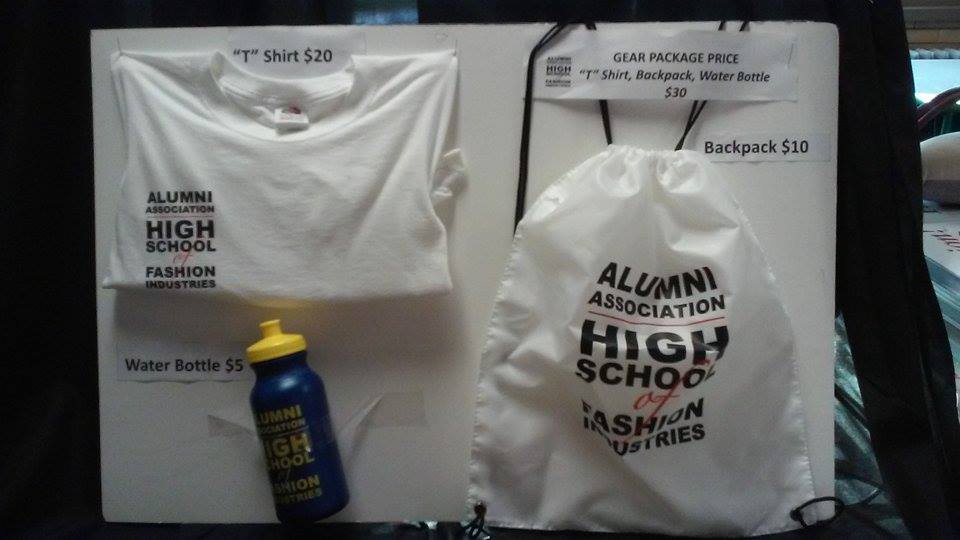 “T” Shirt $20
ALUMNI
ASSOCIATION
HIGH
SCHOOL
of
FASHION
INDUSTRIES
Water Bottle $5
ALUMNI
ASSOCIATION
HIGH
SCHOOL
of
FASHION
INDUSTRIES
ALUMNI
ASSOCIATION
HIGH
SCHOOL
of
FASHION
INDUSTRIES
GEAR PACKAGE PRICE
“T” Shirt, Backpack, Water Bottle
$30
Backpack $10
ALUMNI
ASSOCIATION
HIGH
SCHOOL
of
FASHION
INDUSTRIES